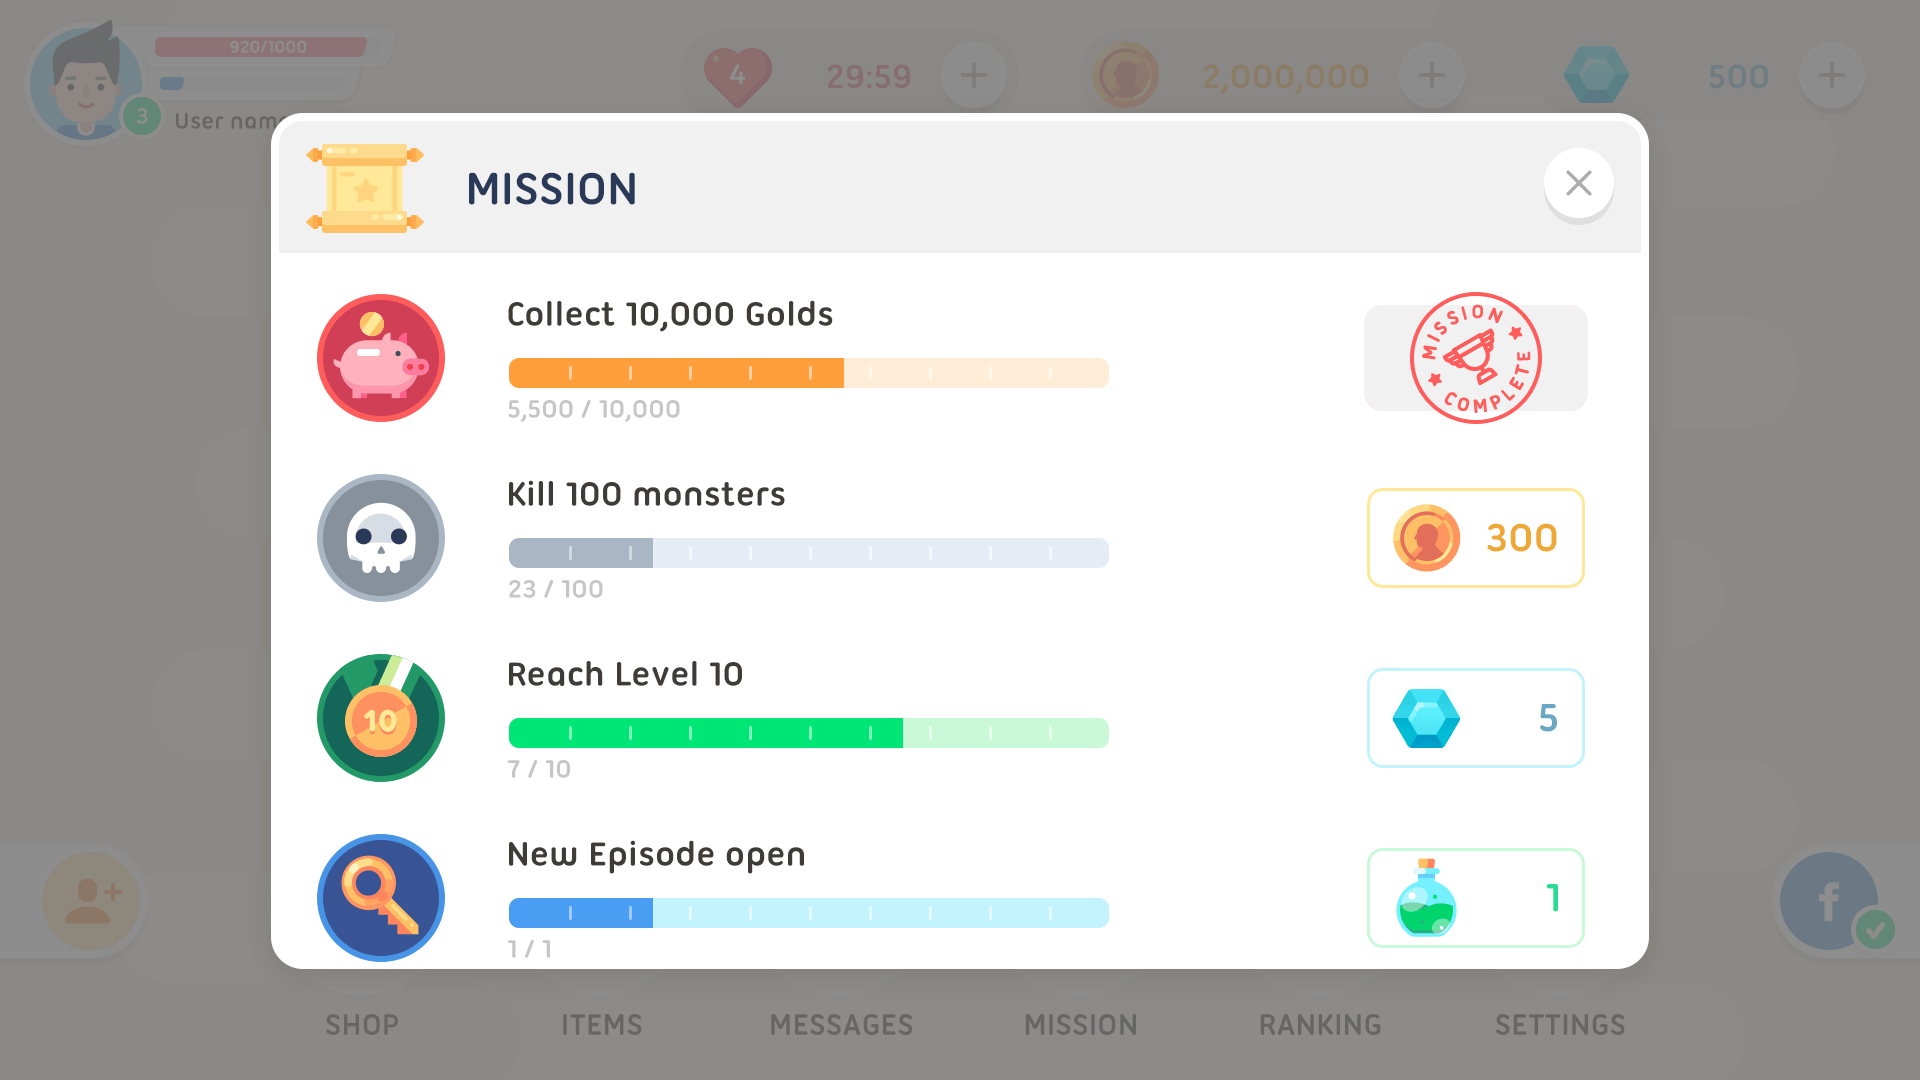 920/1000
3
User nam
4
29:59
2,000,000
500
MISSION
Collect 10,000 Golds
5,500 / 10,000
MISSION
COMPLETE
Kill 100 monsters
23 / 100
300
10
Reach Level 10
7 / 10
5
New Episode open
1 / 1
1
SHOP
ITEMS
MESSAGES
MISSION
RANKING
SETTINGS